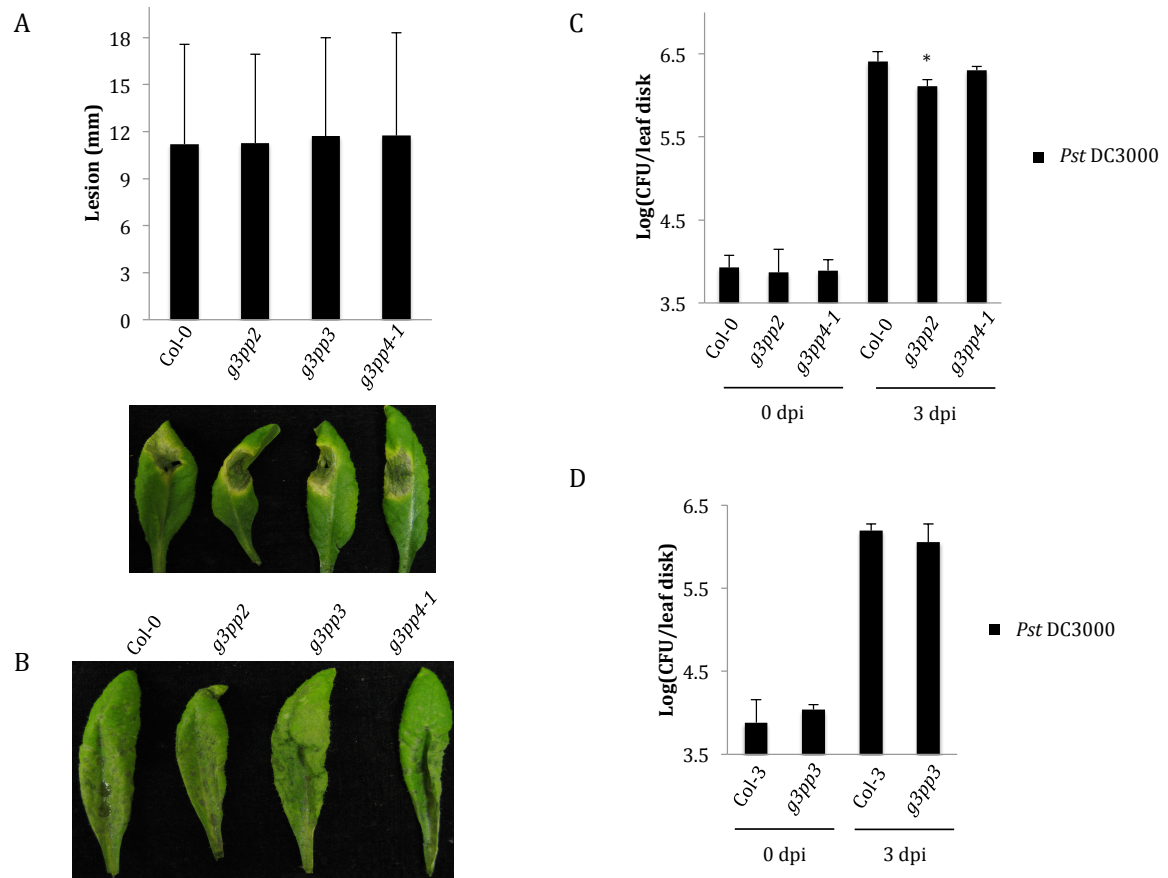 A
Lesion (mm)
18
15
12
9
6
3
0
Col-0
g3pp2
g3pp3
g3pp4-1
Col-0
g3pp2
g3pp3
g3pp4-1
B
C
Log(CFU/leaf disk
6.5
5.5
4.5
3.5
*
Pst DC3000
Col-0
g3pp2
g3pp4-1
Col-0
g3pp2
g3pp4-1
0 dpi
3 dpi
D
Log(CFU/leaf disk)
6.5
5.5
4.5
3.5
Pst DC3000
Col-3
g3pp3
Col-3
g3pp3
0 dpi
3 dpi